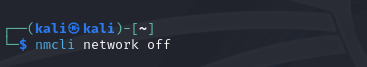 ┌──(kali㉿kali)-[~]
└─$ nmcli network off